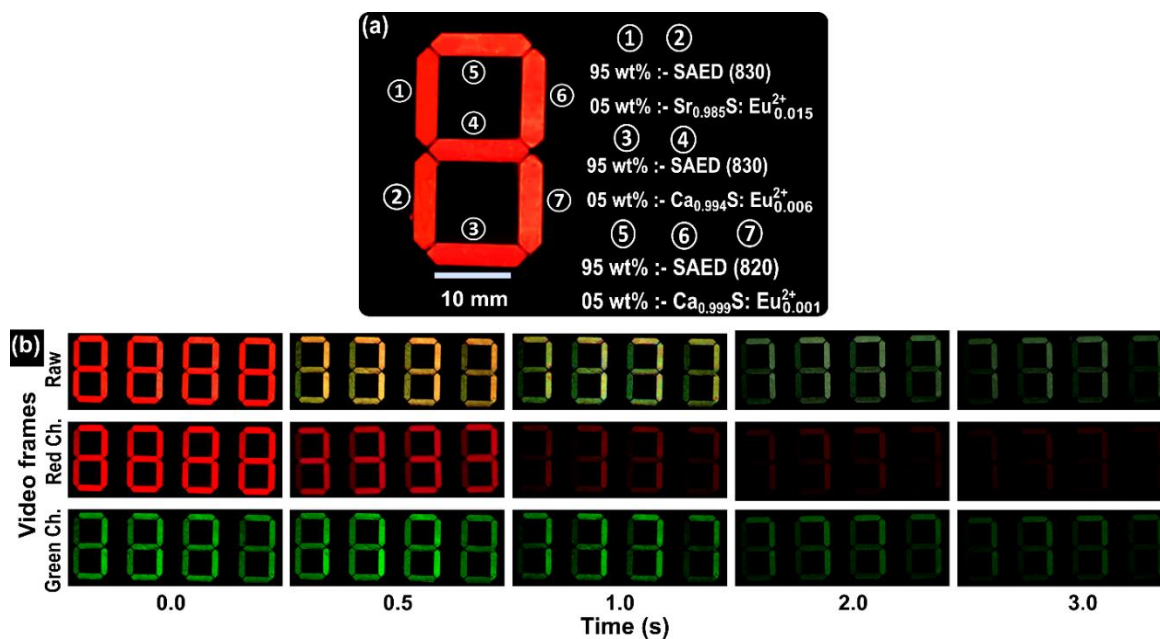 (a)
① ②
95 wt% :- SAED (830)
05 wt% :- Sr0.985S: Eu2+0.015
③ ④
95 wt% :- SAED (830)
05 wt% :- Ca0.994S: Eu2+0.006
⑤ ⑥ ⑦
95 wt% :- SAED (820)
05 wt% :- Ca0.999S: Eu2+0.001
⑤
① ⑥
④
② ⑦
③
10 mm
(b)
Video frames
Raw
Red Ch.
Green Ch.
0.0 0.5 1.0 2.0 3.0
Time (s)